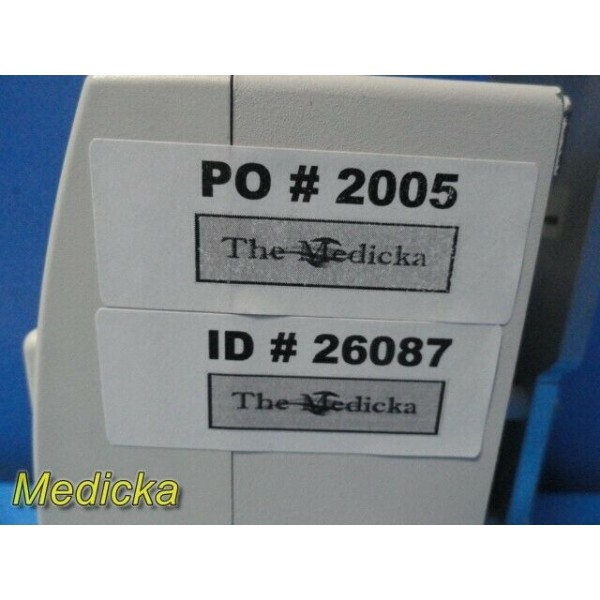 PO # 2005
The Medicka
ID # 26087
The Medicka
Medicka